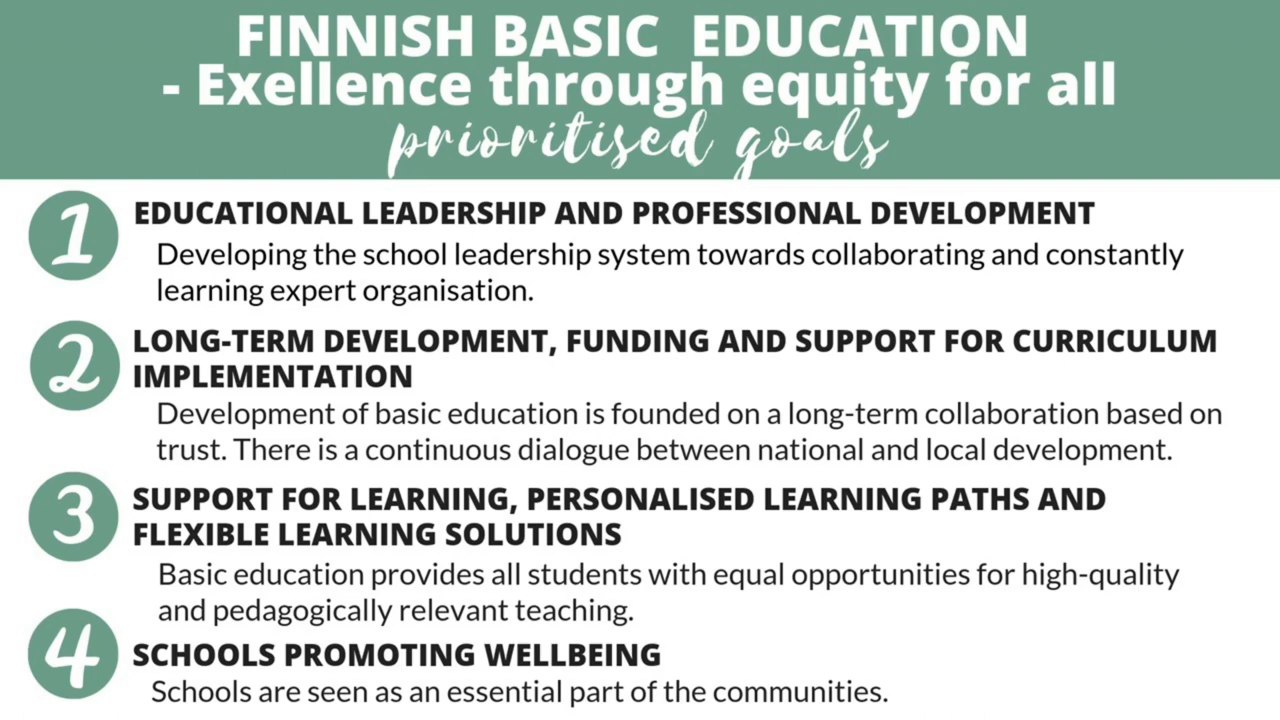 FINNISH BASIC EDUCATION
- Exellence through equity for all
prioritised goals
1
EDUCATIONAL LEADERSHIP AND PROFESSIONAL DEVELOPMENT
Developing the school leadership system towards collaborating and constantly
learning expert organisation.
2
LONG-TERM DEVELOPMENT, FUNDING AND SUPPORT FOR CURRICULUM
IMPLEMENTATION
Development of basic education is founded on a long-term collaboration based on
trust. There is a continuous dialogue between national and local development.
3
SUPPORT FOR LEARNING, PERSONALISED LEARNING PATHS AND
FLEXIBLE LEARNING SOLUTIONS
Basic education provides all students with equal opportunities for high-quality
and pedagogically relevant teaching.
4
SCHOOLS PROMOTING WELLBEING
Schools are seen as an essential part of the communities.